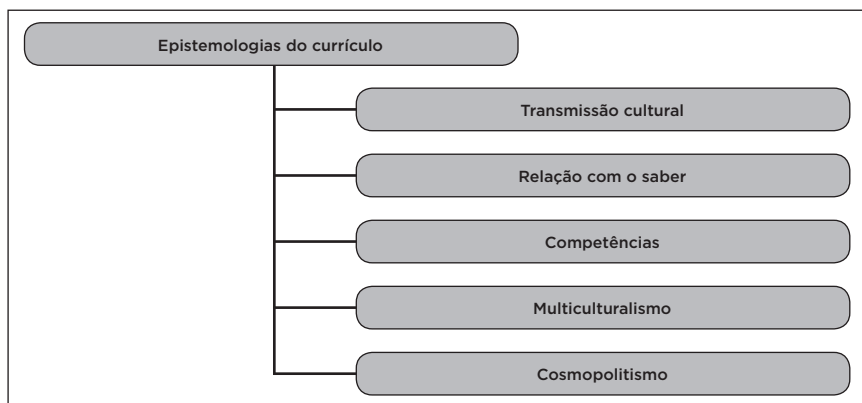 Epistemologias do currículo
Transmissão cultural
Relação com o saber
Competências
Multiculturalismo
Cosmopolitismo